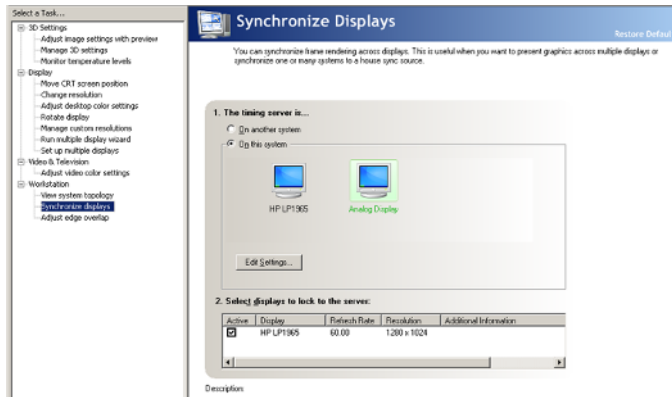 Select a Task...
3D Settings
Adjust image settings with preview
Manage 3D settings
Monitor temperature levels
Display
Move CRT screen position
Change resolution
Adjust desktop color settings
Rotate display
Manage custom resolutions
Run multiple display wizard
Set up multiple displays
Video & Television
Adjust video color settings
Workstation
View system topology
Synchronize displays
Adjust edge overlap
Synchronize Displays
Restore Defaul
You can synchronize frame rendering across displays. This is useful when you want to present graphics across multiple displays or
synchronize one or many systems to a house sync source.
1. The timing server is...
On another system
On this system
HP LP1965
Analog Display
Edit Settings...
2. Select displays to lock to the server:
Active Display Refresh Rate Resolution Additional Information
HP LP1965 60.00 1280 x 1024
Description: